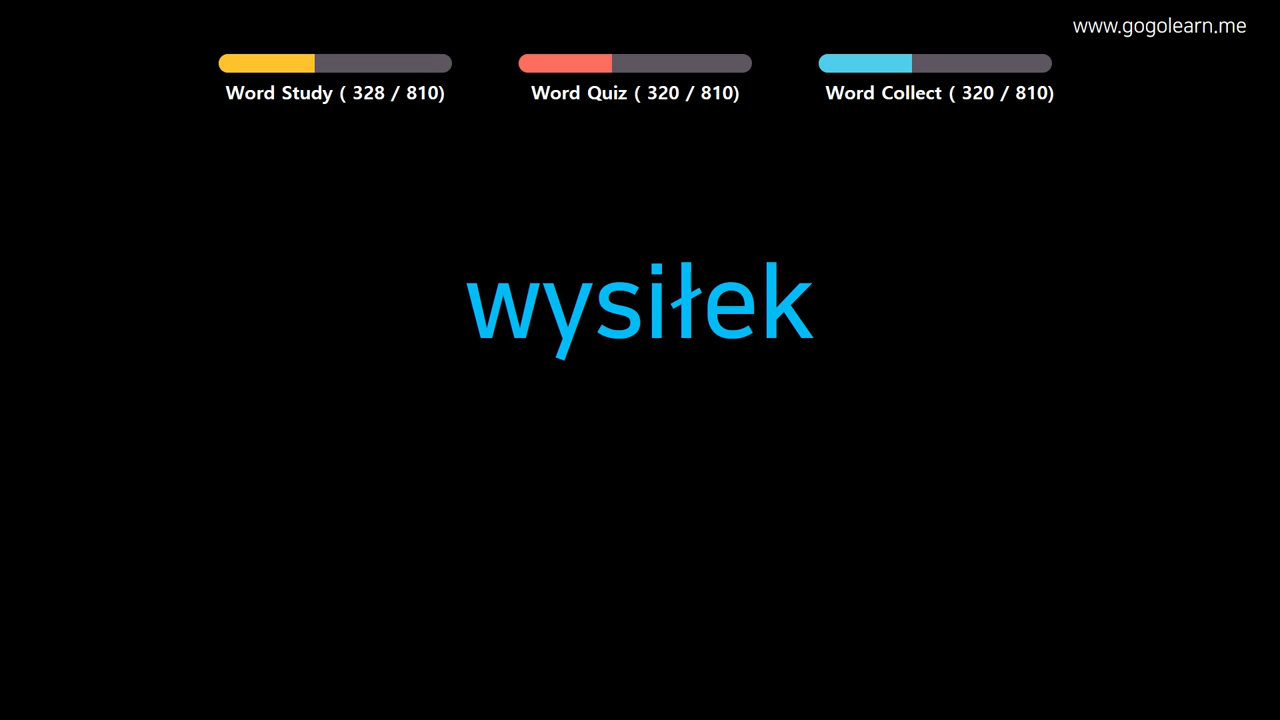 www.gogolearn.me
Word Study ( 328 / 810)
Word Quiz ( 320 / 810)
Word Collect ( 320 / 810)
wysiłek